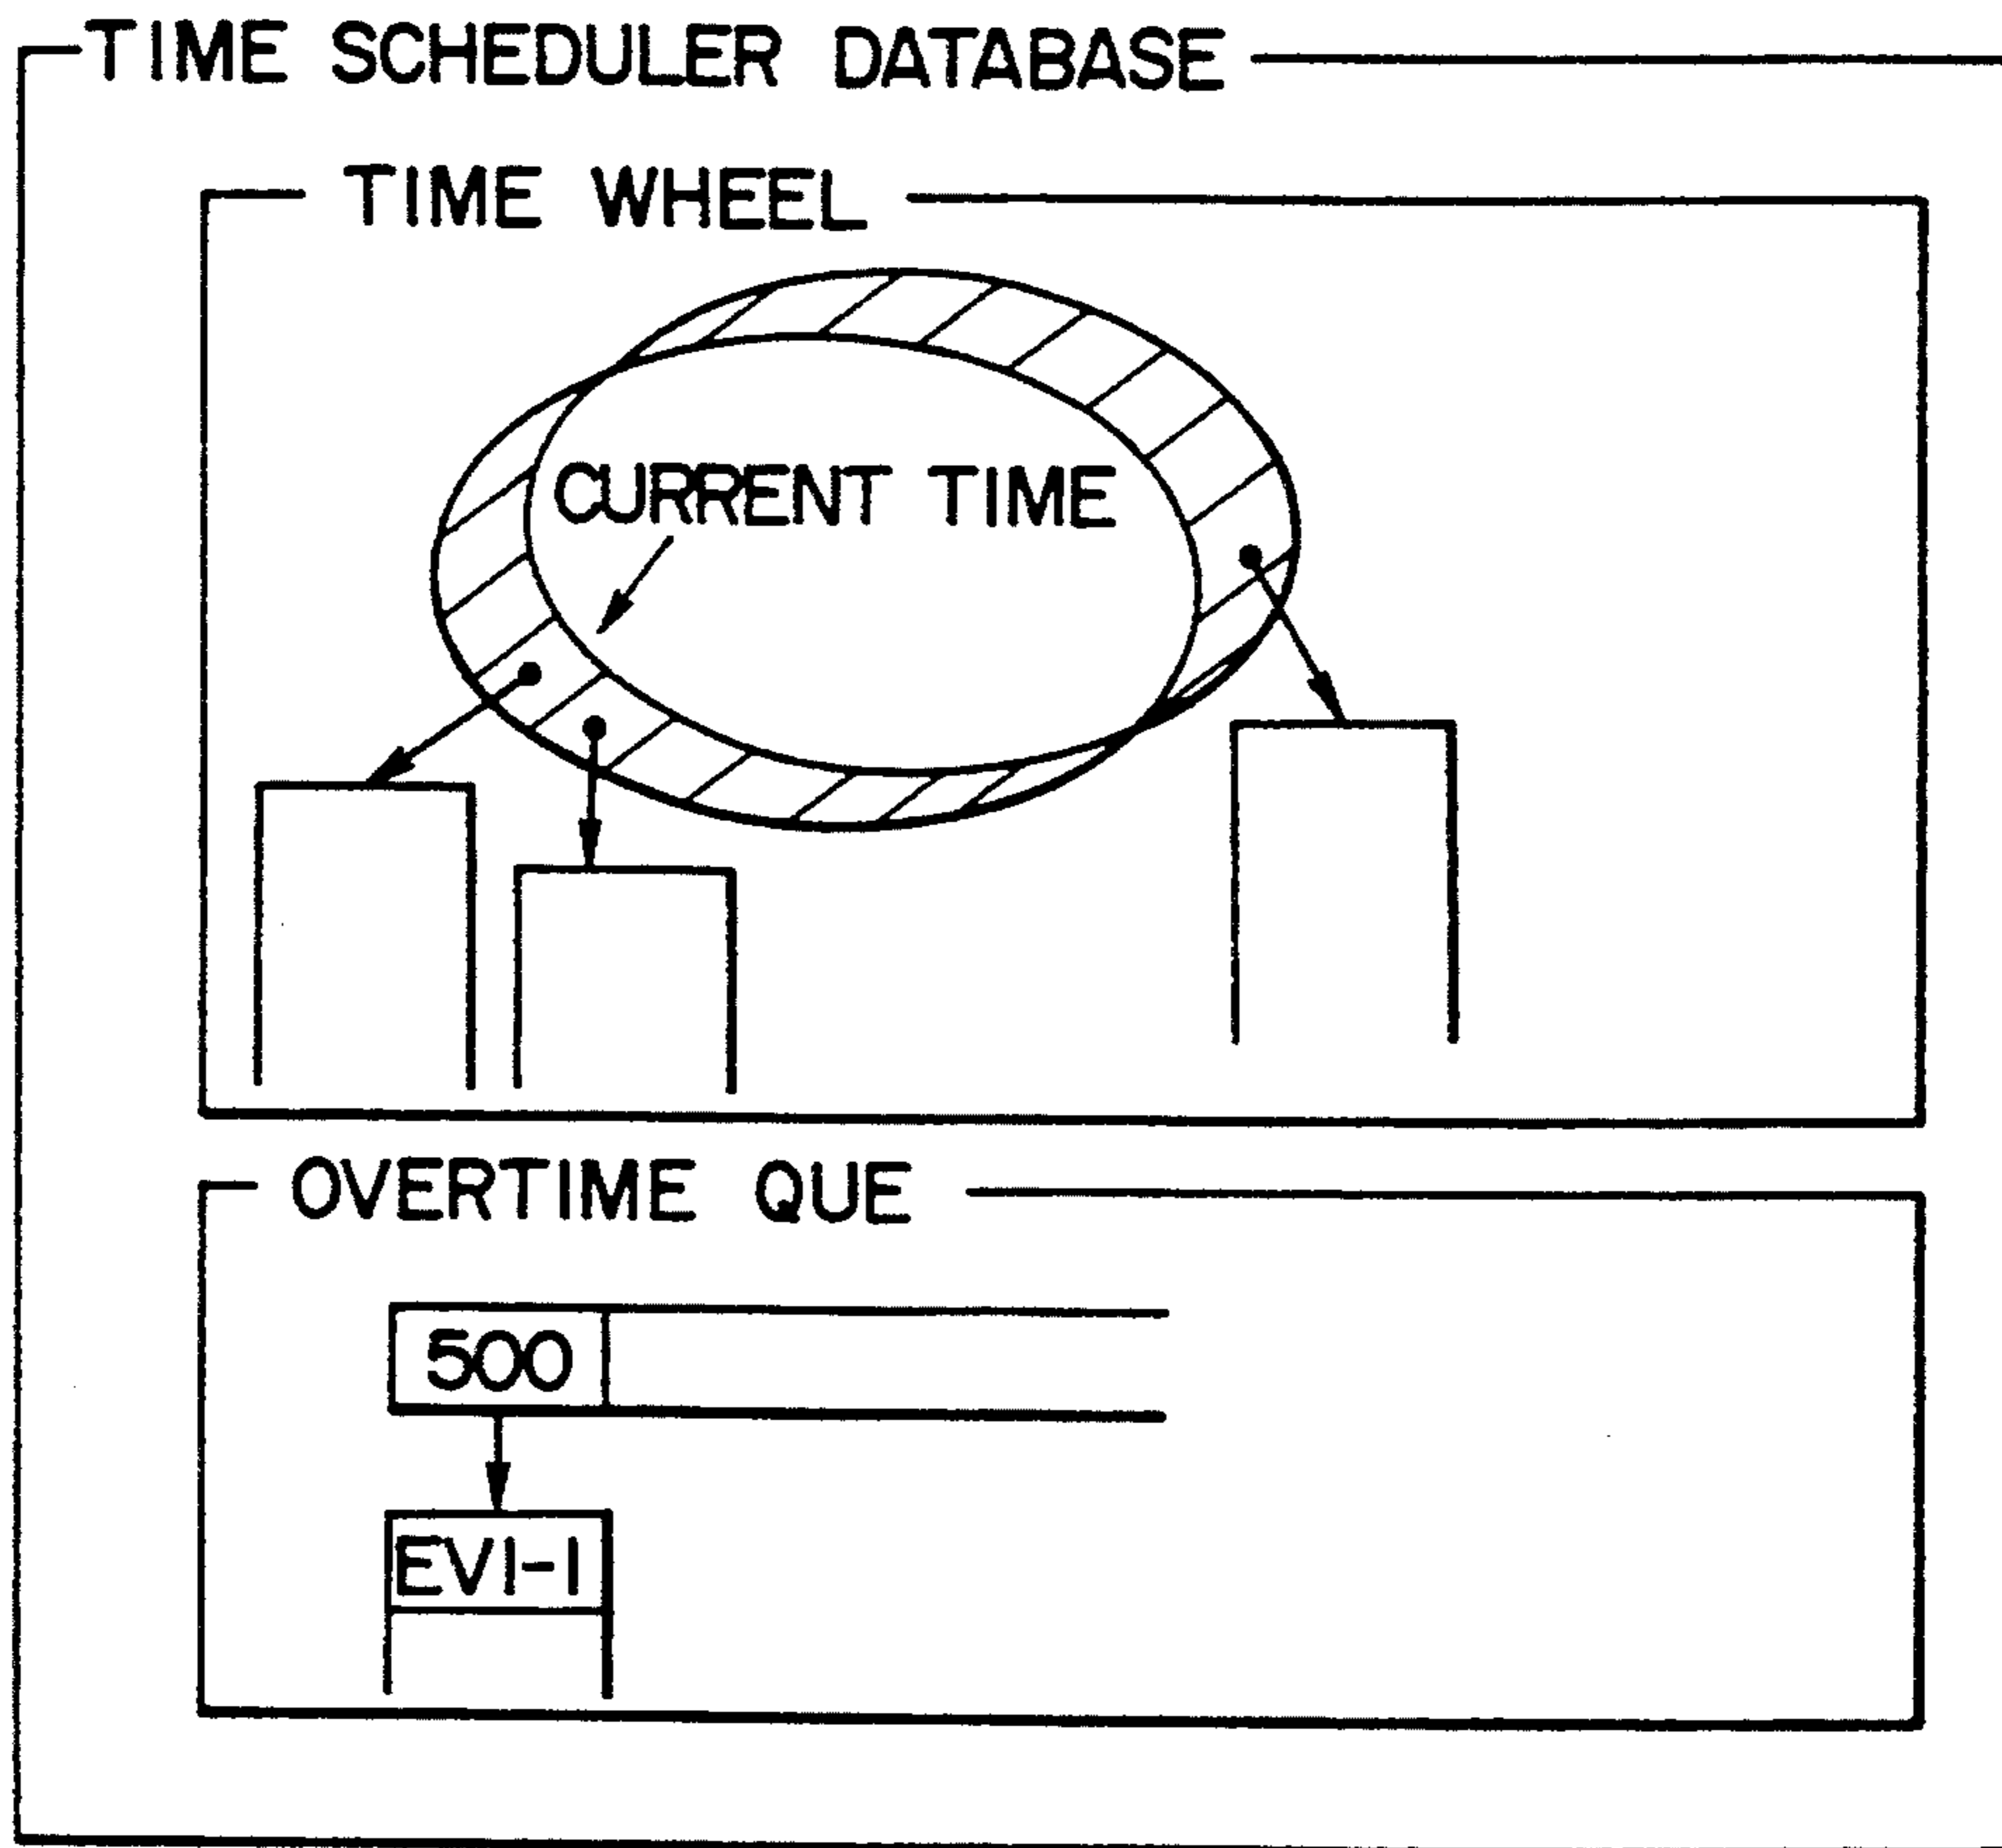 TIME SCHEDULER DATABASE
TIME WHEEL
CURRENT TIME
OVERTIME QUE
500
EV1-1